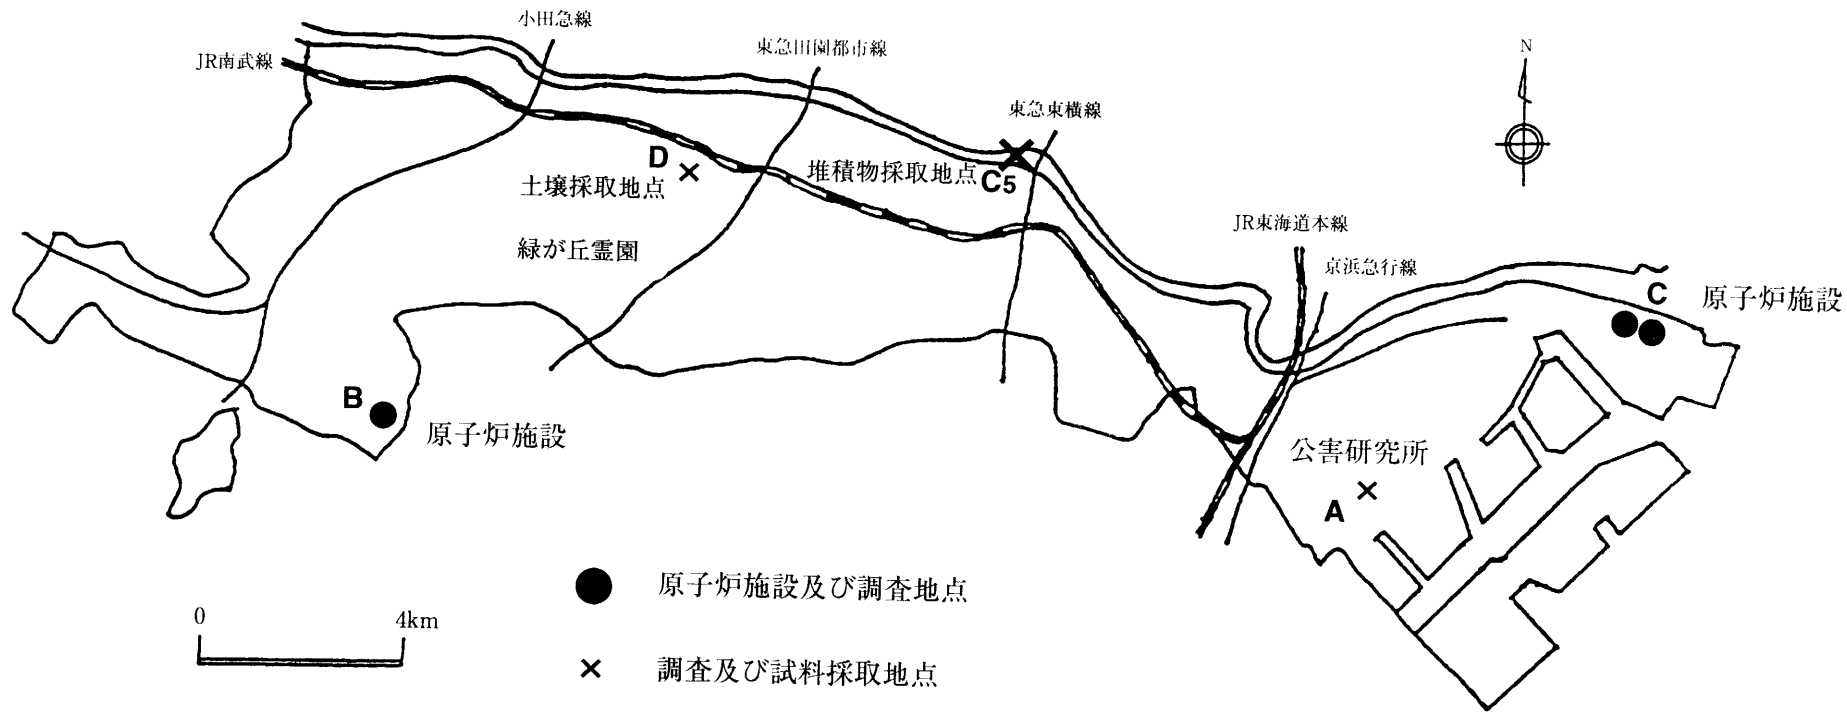 小田急線
東急田園都市線
N
JR南武線
東急東横線
D
堆積物採取地点
C5
土壌採取地点
JR東海道本線
緑が丘霊園
京浜急行線
C
原子炉施設
B
原子炉施設
公害研究所
A
原子炉施設及び調査地点
0
4km
調査及び試料採取地点